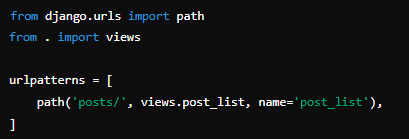 from django.urls import path
from . import views

urlpatterns = [
    path('posts/', views.post_list, name='post_list'),
]